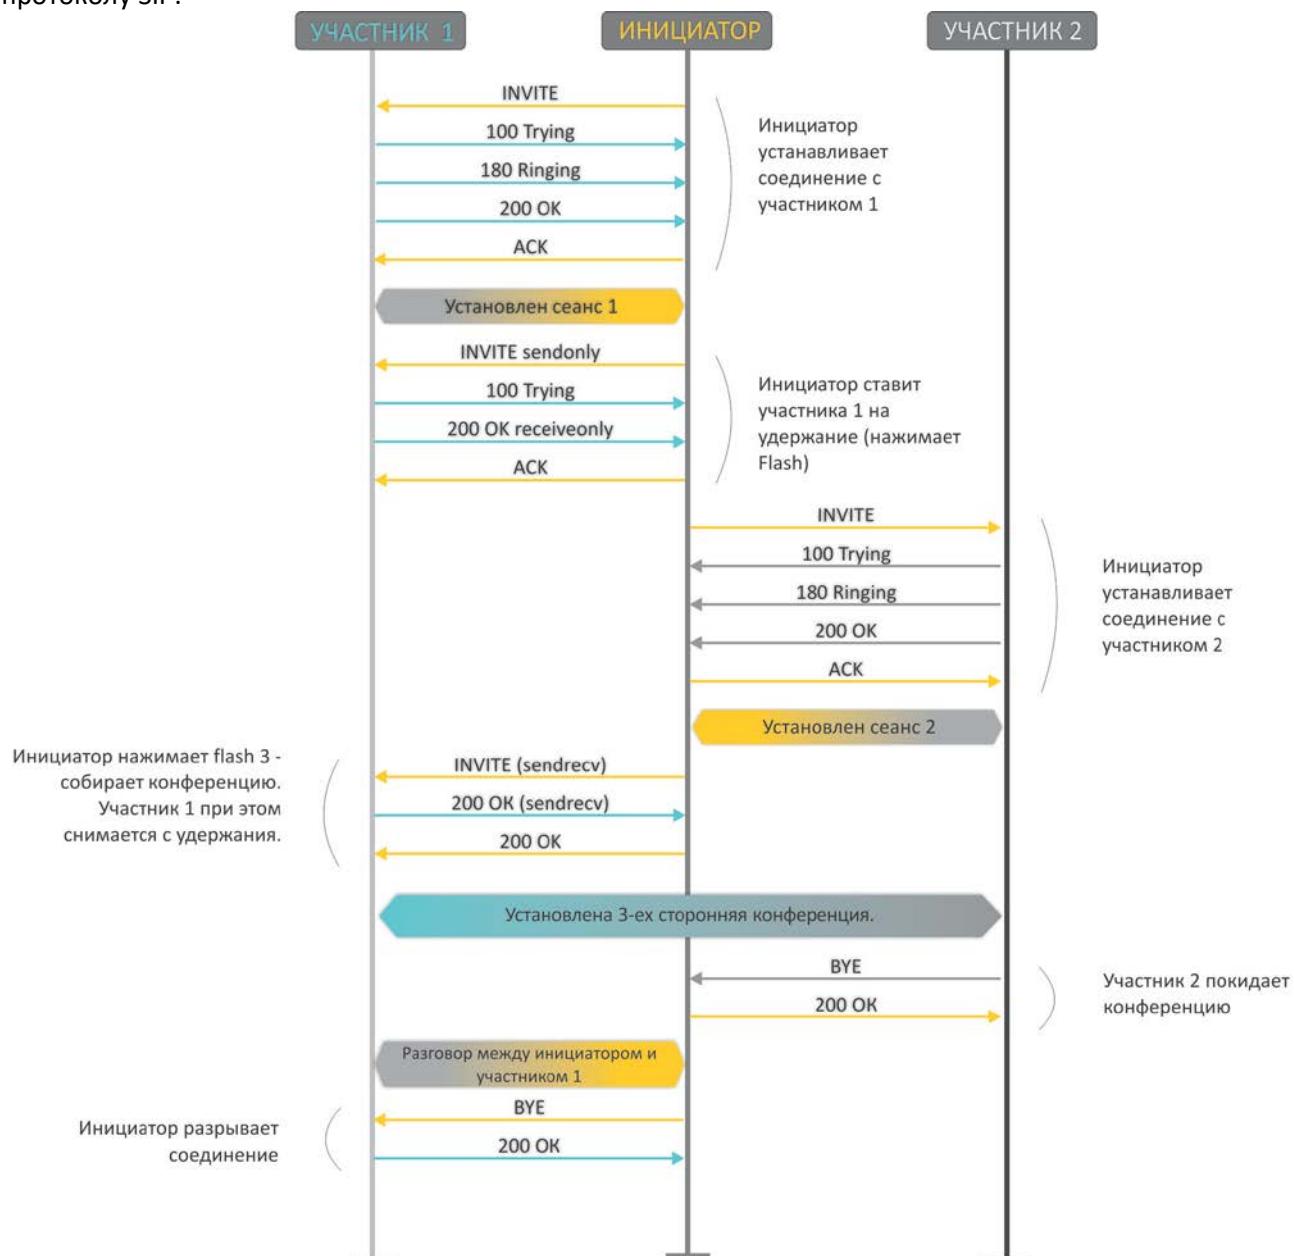 протоколу SIP.
УЧАСТНИК 1
ИНИЦИАТОР
УЧАСТНИК 2
INVITE
100 Trying
180 Ringing
200 OK
ACK
Инициатор
устанавливает
соединение с
участником 1
Установлен сеанс 1
INVITE sendonly
100 Trying
200 OK receiveonly
ACK
Инициатор ставит
участника 1 на
удержание (нажимает
Flash)
INVITE
100 Trying
180 Ringing
200 OK
ACK
Инициатор
устанавливает
соединение с
участником 2
Установлен сеанс 2
Инициатор нажимает flash 3 -
собирает конференцию.
Участник 1 при этом
снимается с удержания.
INVITE (sendrecv)
200 OK (sendrecv)
200 OK
Установлена 3-ех сторонняя конференция.
BYE
200 OK
Участник 2 покидает
конференцию
Разговор между инициатором и
участником 1
BYE
200 OK
Инициатор разрывает
соединение